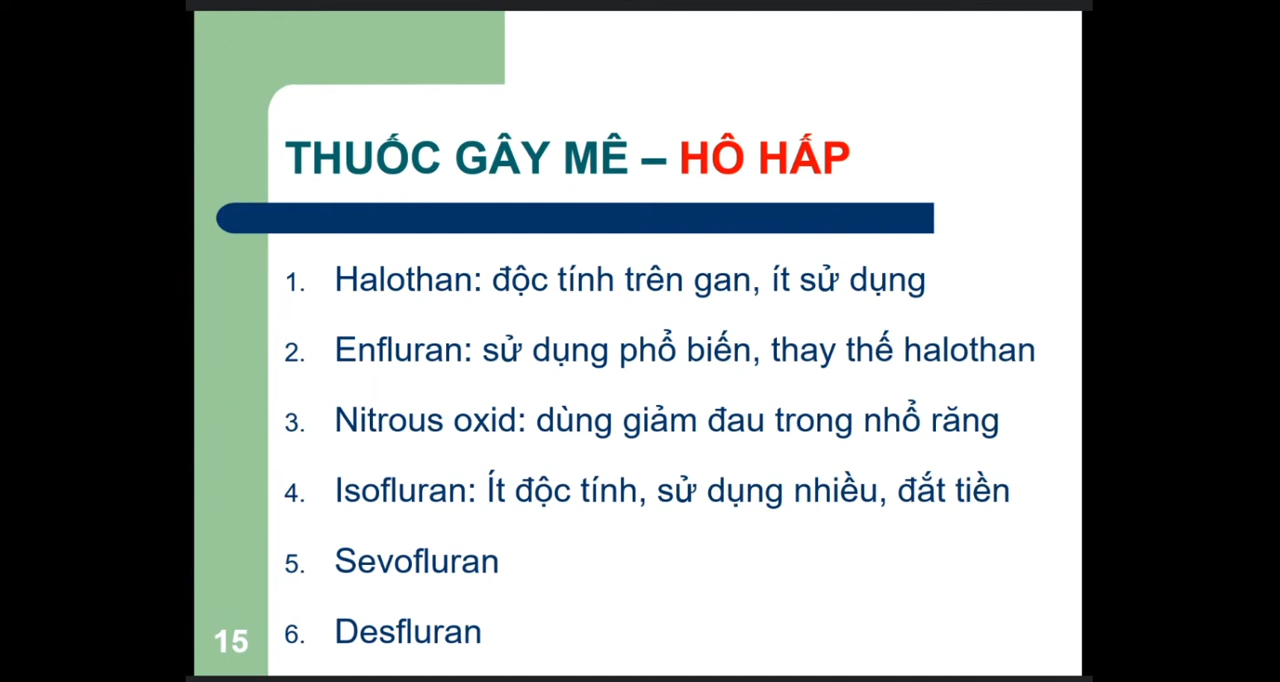 THUỐC GÂY MÊ – HÔ HẤP
1. Halothan: độc tính trên gan, ít sử dụng
2. Enfluran: sử dụng phổ biến, thay thế halothan
3. Nitrous oxid: dùng giảm đau trong nhổ răng
4. Isofluran: Ít độc tính, sử dụng nhiều, đắt tiền
5. Sevofluran
6. Desfluran
15